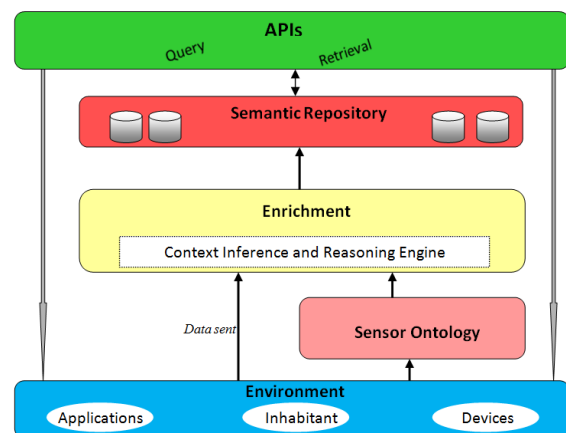 APIs
Query
Retrieval
Semantic Repository
Enrichment
Context Inference and Reasoning Engine
Data sent
Sensor Ontology
Environment
Applications
Inhabitant
Devices